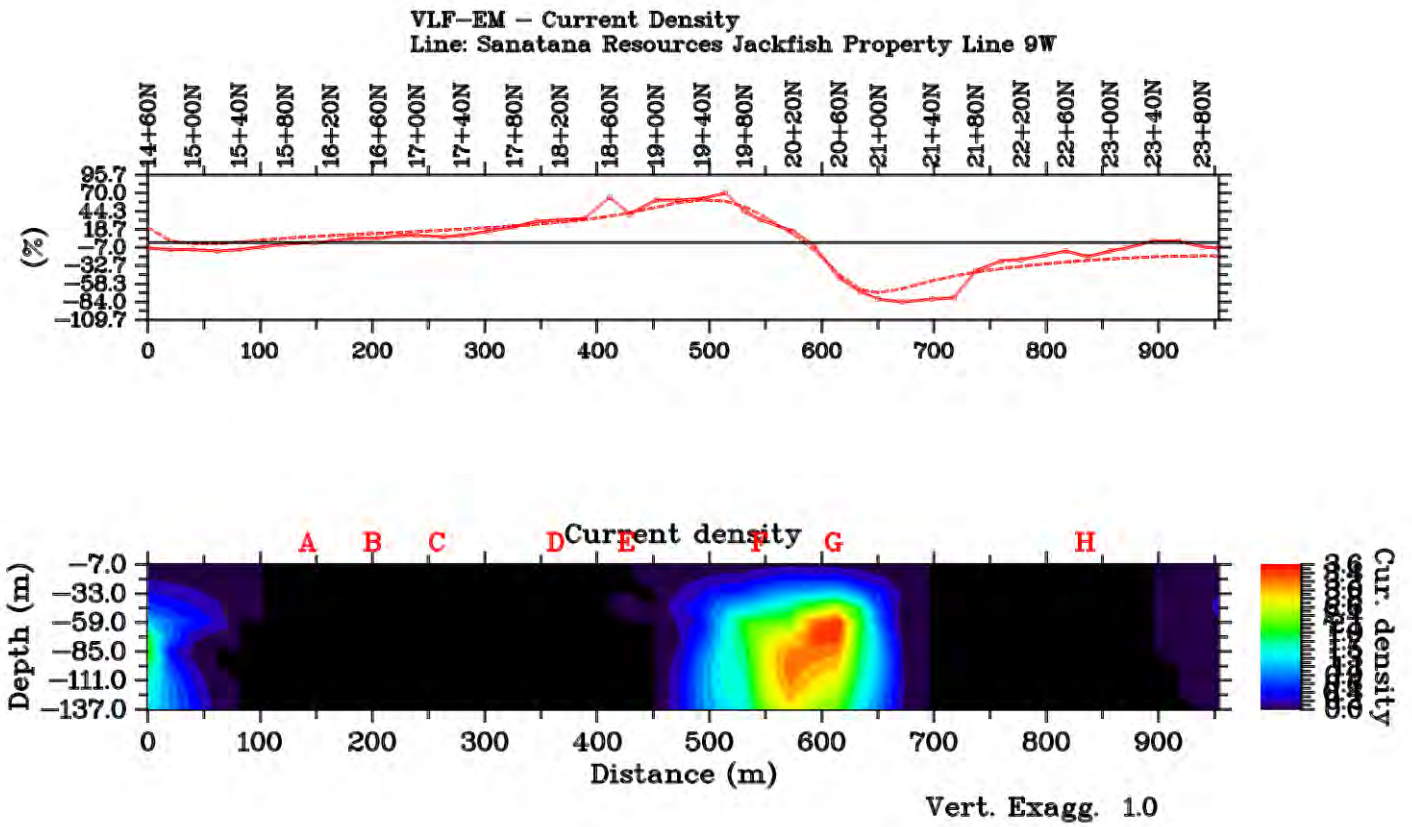 VLF-EM - Current Density
Line: Sanatana Resources Jackfish Property Line 9W
14+60N 15+00N 15+40N 15+80N 16+20N 16+60N 17+00N 17+40N 17+80N 18+20N 18+60N 19+00N 19+40N 19+80N 20+20N 20+60N 21+00N 21+40N 21+80N 22+20N 22+60N 23+00N 23+40N 23+80N
95.7
70.0
44.3
18.7
-7.0
-32.7
-58.3
-84.0
-109.7
(%)
0 100 200 300 400 500 600 700 800 900
Current density
A B C D E F G H
-7.0
-33.0
-59.0
-85.0
-111.0
-137.0
Depth (m)
3.6
0.0
Cur. density
0 100 200 300 400 500 600 700 800 900
Distance (m)
Vert. Exagg. 1.0